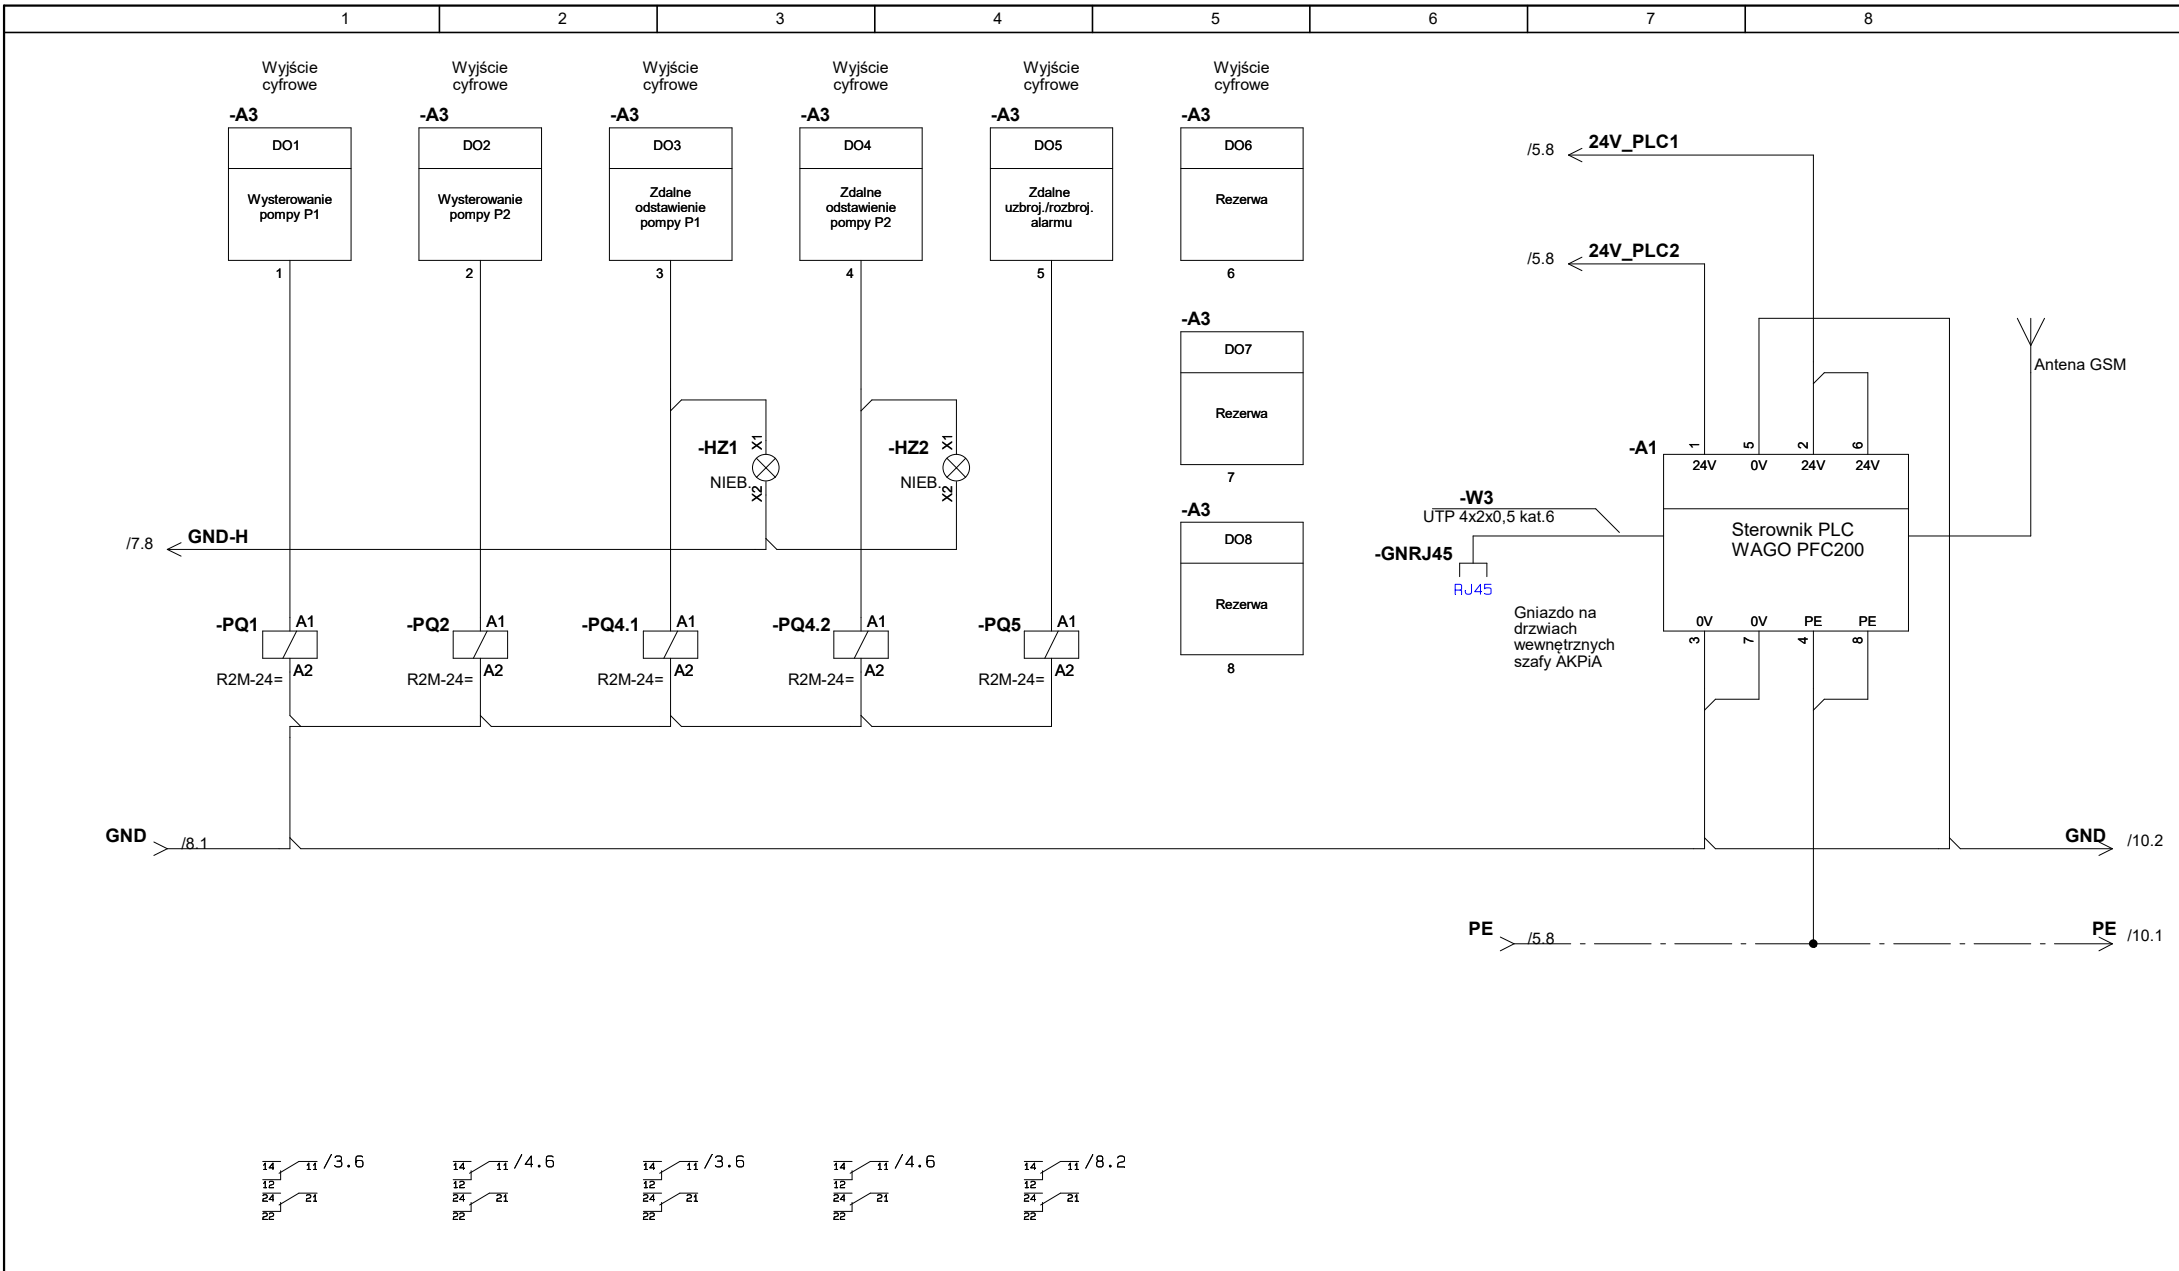 1 2 3 4 5 6 7 8
Wyjście
cyfrowe
Wyjście
cyfrowe
Wyjście
cyfrowe
Wyjście
cyfrowe
Wyjście
cyfrowe
Wyjście
cyfrowe
-A3
DO1
Wysterowanie
pompy P1
1
-A3
DO2
Wysterowanie
pompy P2
2
-A3
DO3
Zdalne
odstawienie
pompy P1
3
-A3
DO4
Zdalne
odstawienie
pompy P2
4
-A3
DO5
Zdalne
uzbroj./rozbroj.
alarmu
5
-A3
DO6
Rezerwa
6
-A3
DO7
Rezerwa
7
-A3
DO8
Rezerwa
8
/5.8 24V_PLC1
/5.8 24V_PLC2
Antena GSM
-HZ1
X1
NIEB.
X2
-HZ2
X1
NIEB.
X2
/7.8 GND-H
-A1
1 5 2 6
24V 0V 24V 24V
Sterownik PLC
WAGO PFC200
0V 0V PE PE
3 7 4 8
-W3
UTP 4x2x0,5 kat.6
-GNRJ45
RJ45
Gniazdo na
drzwiach
wewnętrznych
szafy AKPiA
-PQ1 A1
R2M-24= A2
-PQ2 A1
R2M-24= A2
-PQ4.1 A1
R2M-24= A2
-PQ4.2 A1
R2M-24= A2
-PQ5 A1
R2M-24= A2
GND /8.1
GND /10.2
PE /5.8
PE /10.1
14 11 /3.6
12
24 21
22
14 11 /4.6
12
24 21
22
14 11 /3.6
12
24 21
22
14 11 /4.6
12
24 21
22
14 11 /8.2
12
24 21
22